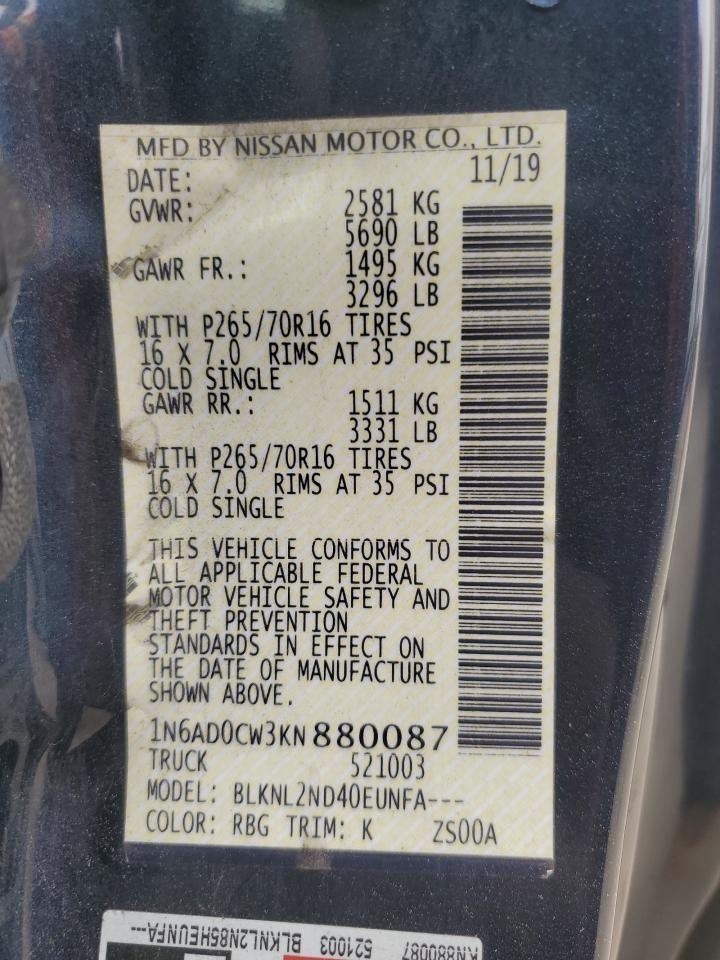 MFD BY NISSAN MOTOR CO., LTD.
DATE: 11/19
GVWR: 2581 KG
5690 LB
GAWR FR.: 1495 KG
3296 LB
WITH P265/70R16 TIRES
16 X 7.0 RIMS AT 35 PSI
COLD SINGLE
GAWR RR.: 1511 KG
3331 LB
WITH P265/70R16 TIRES
16 X 7.0 RIMS AT 35 PSI
COLD SINGLE
THIS VEHICLE CONFORMS TO
ALL APPLICABLE FEDERAL
MOTOR VEHICLE SAFETY AND
THEFT PREVENTION
STANDARDS IN EFFECT ON
THE DATE OF MANUFACTURE
SHOWN ABOVE.
1N6AD0CW3KN880087
TRUCK 521003
MODEL: BLKNL2ND40EUNFA---
COLOR: RBG TRIM: K ZS00A
KN880087 521003 BLKNL2N85HEUNFA---